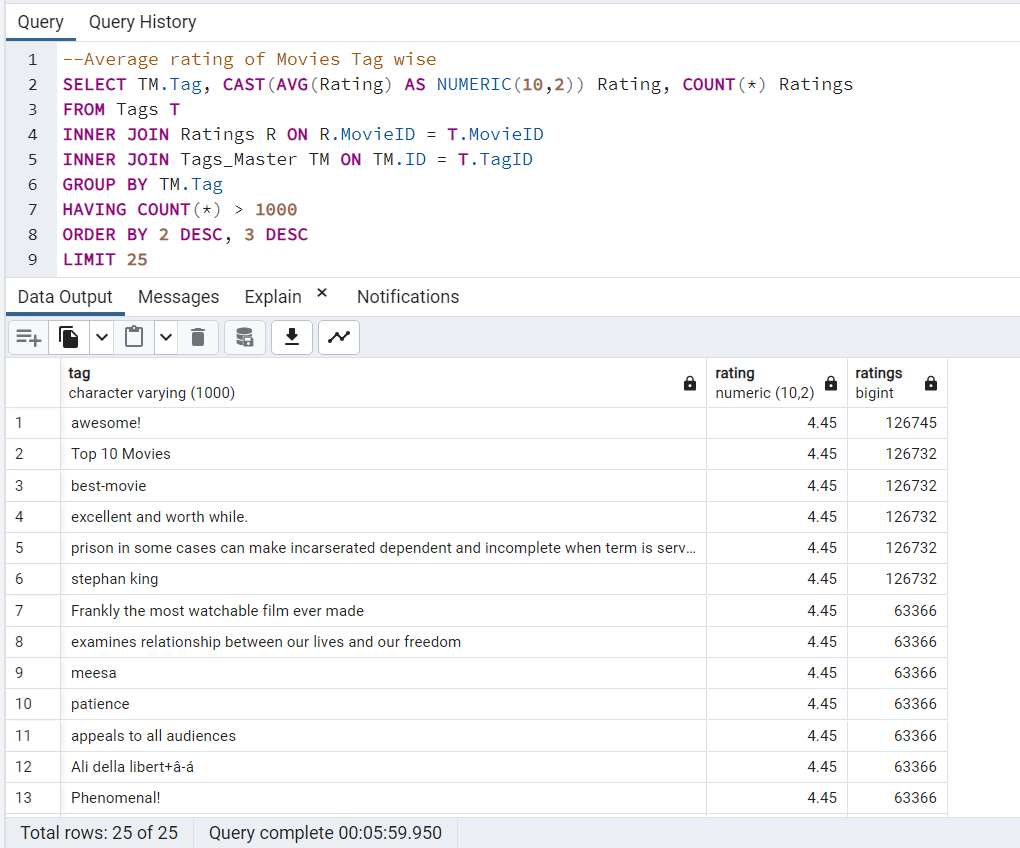 Query Query History
1 --Average rating of Movies Tag wise
2 SELECT TM.Tag, CAST(AVG(Rating) AS NUMERIC(10,2)) Rating, COUNT(*) Ratings
3 FROM Tags T
4 INNER JOIN Ratings R ON R.MovieID = T.MovieID
5 INNER JOIN Tags_Master TM ON TM.ID = T.TagID
6 GROUP BY TM.Tag
7 HAVING COUNT(*) > 1000
8 ORDER BY 2 DESC, 3 DESC
9 LIMIT 25
Data Output Messages Explain × Notifications
tag rating ratings
character varying (1000) numeric (10,2) bigint
1 awesome! 4.45 126745
2 Top 10 Movies 4.45 126732
3 best-movie 4.45 126732
4 excellent and worth while. 4.45 126732
5 prison in some cases can make incarserated dependent and incomplete when term is serv... 4.45 126732
6 stephan king 4.45 126732
7 Frankly the most watchable film ever made 4.45 63366
8 examines relationship between our lives and our freedom 4.45 63366
9 meesa 4.45 63366
10 patience 4.45 63366
11 appeals to all audiences 4.45 63366
12 Ali della libert+â-á 4.45 63366
13 Phenomenal! 4.45 63366
Total rows: 25 of 25 Query complete 00:05:59.950